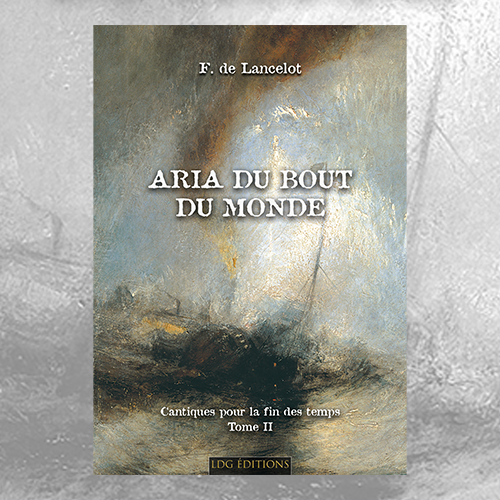 F. de Lancelot
ARIA DU BOUT
DU MONDE
Cantiques pour la fin des temps
Tome II
LDG ÉDITIONS